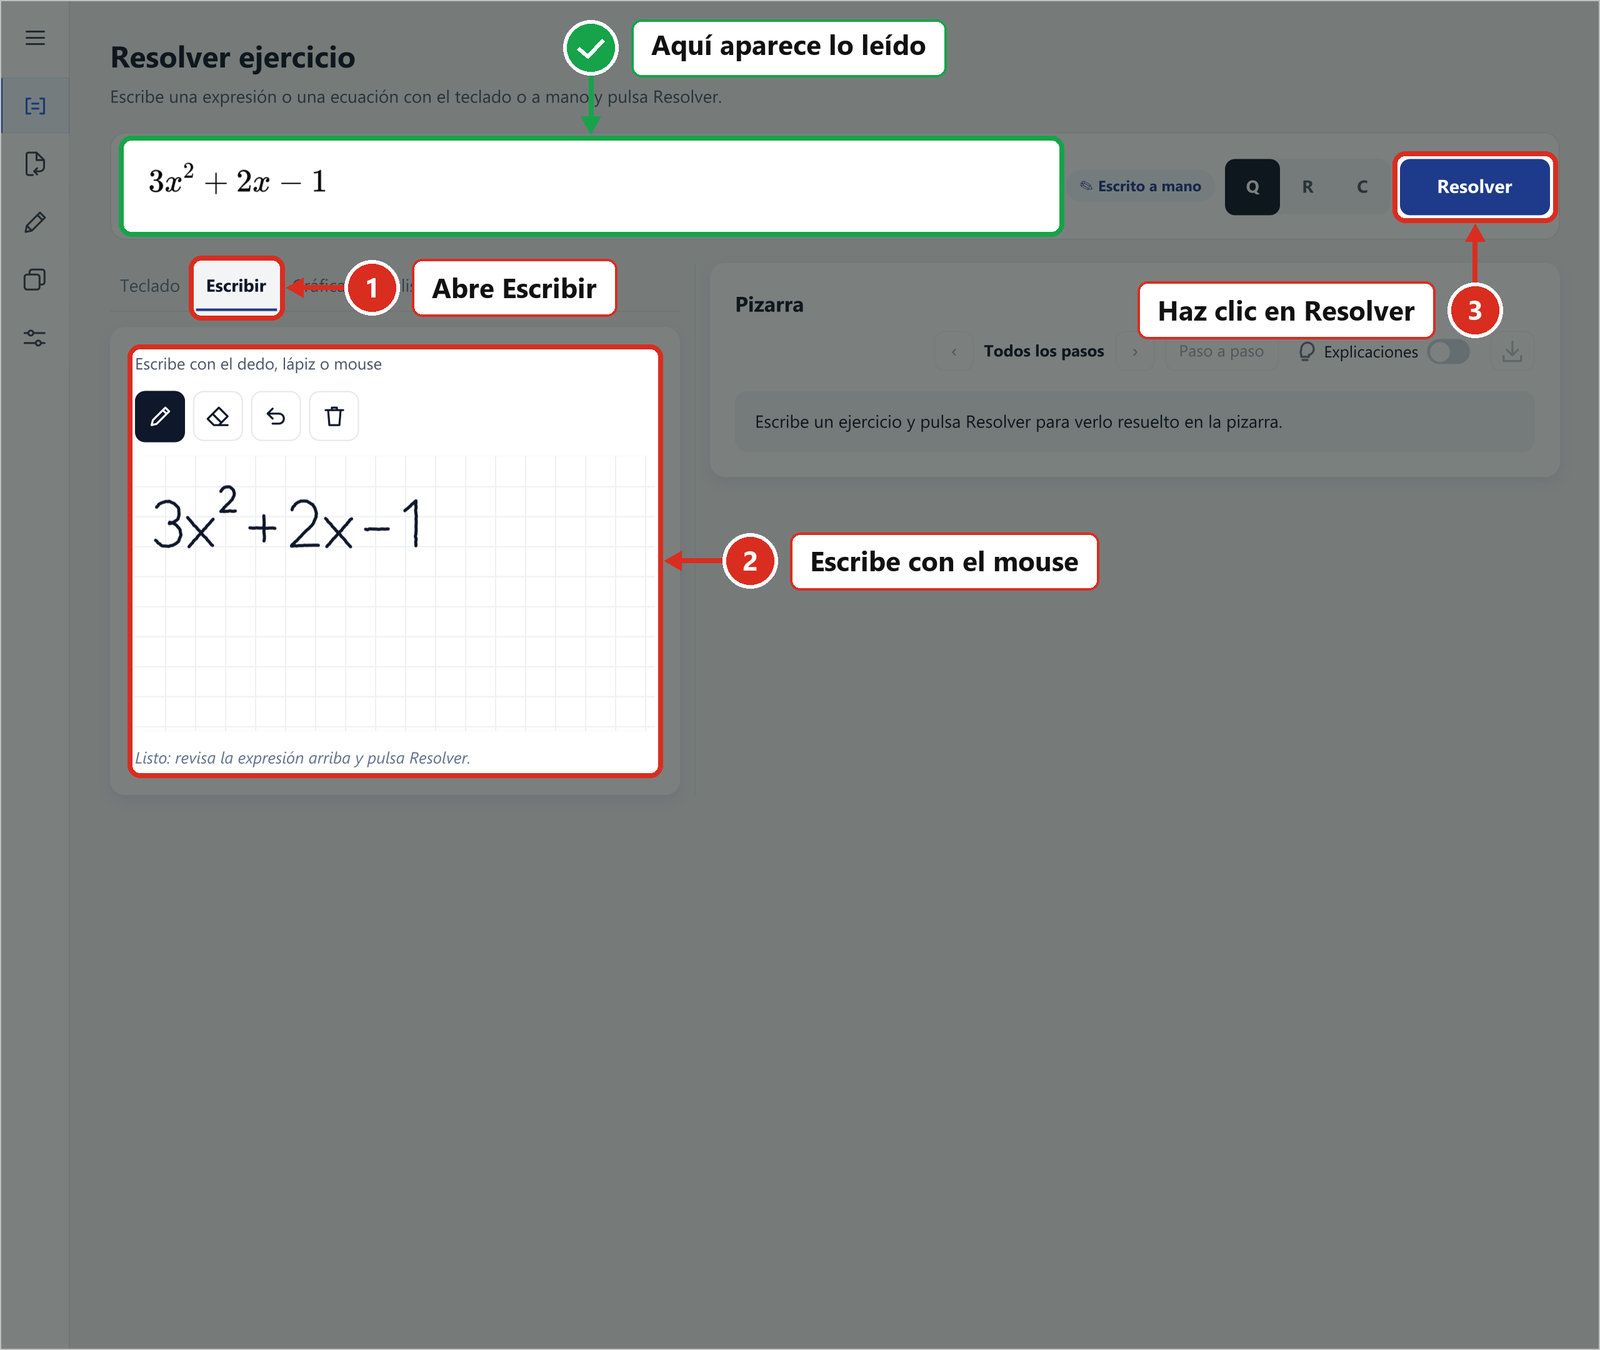 Resolver ejercicio
Aquí aparece lo leído
Escribe una expresión o una ecuación con el teclado o a mano y pulsa Resolver.
3x² + 2x − 1
✎ Escrito a mano
Q R C
Resolver
Teclado
Escribir
1
Abre Escribir
Pizarra
Haz clic en Resolver
3
‹ Todos los pasos ›
Paso a paso
Explicaciones
Escribe con el dedo, lápiz o mouse
Escribe un ejercicio y pulsa Resolver para verlo resuelto en la pizarra.
3x²+2x−1
2
Escribe con el mouse
Listo: revisa la expresión arriba y pulsa Resolver.